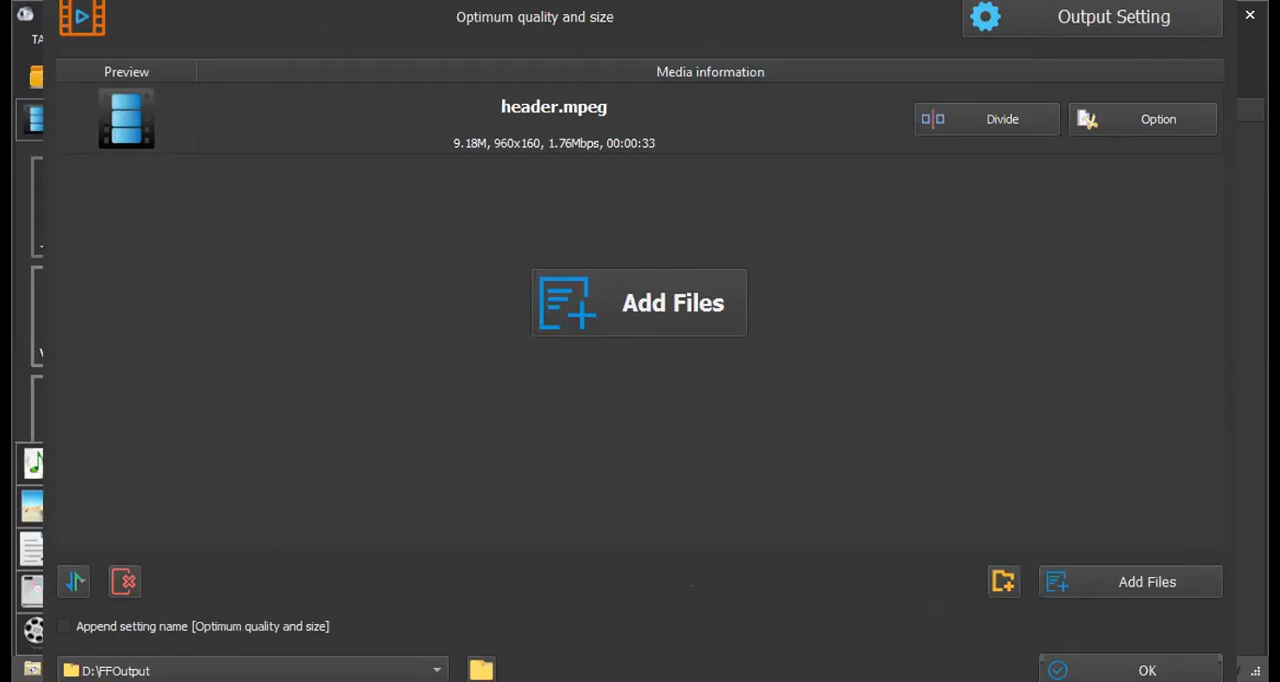 TA
Optimum quality and size
Output Setting
Preview
Media information
header.mpeg
9.18M, 960x160, 1.76Mbps, 00:00:33
Divide
Option
Add Files
Add Files
Append setting name [Optimum quality and size]
D:\FFOutput
OK